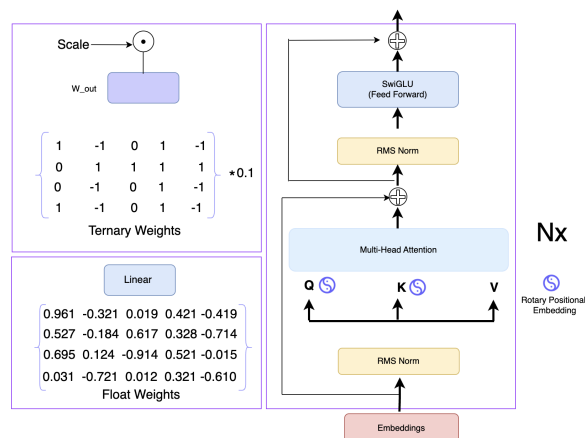 Scale
W_out
1 -1 0 1 -1
0 1 1 1 1
0 -1 0 1 -1
1 -1 0 1 -1
*0.1
Ternary Weights
Linear
0.961 -0.321 0.019 0.421 -0.419
0.527 -0.184 0.617 0.328 -0.714
0.695 0.124 -0.914 0.521 -0.015
0.031 -0.721 0.012 0.321 -0.610
Float Weights
SwiGLU
(Feed Forward)
RMS Norm
Multi-Head Attention
Q K V
RMS Norm
Embeddings
Nx
Rotary Positional
Embedding